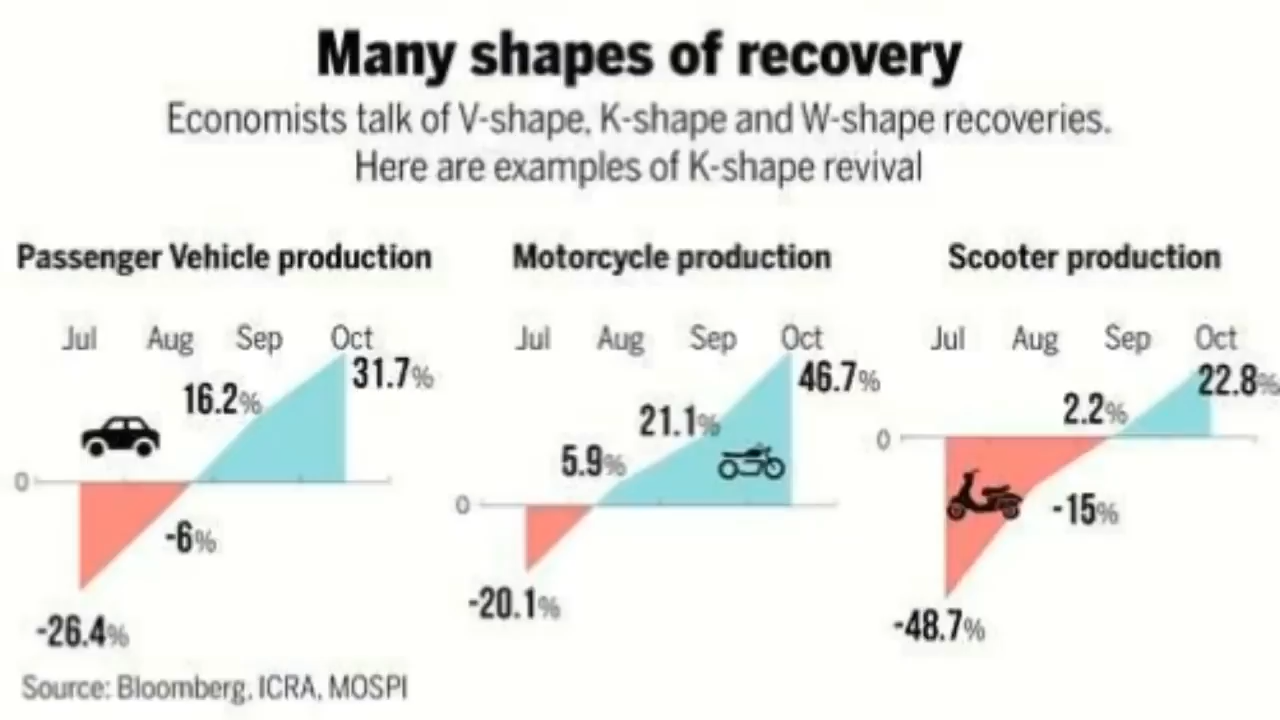 Many shapes of recovery
Economists talk of V-shape, K-shape and W-shape recoveries.
Here are examples of K-shape revival
Passenger Vehicle production
Jul Aug Sep Oct
31.7%
16.2%
0
-6%
-26.4%
Motorcycle production
Jul Aug Sep Oct
46.7%
21.1%
5.9%
0
-20.1%
Scooter production
Jul Aug Sep Oct
22.8%
2.2%
0
-15%
-48.7%
Source: Bloomberg, ICRA, MOSPI